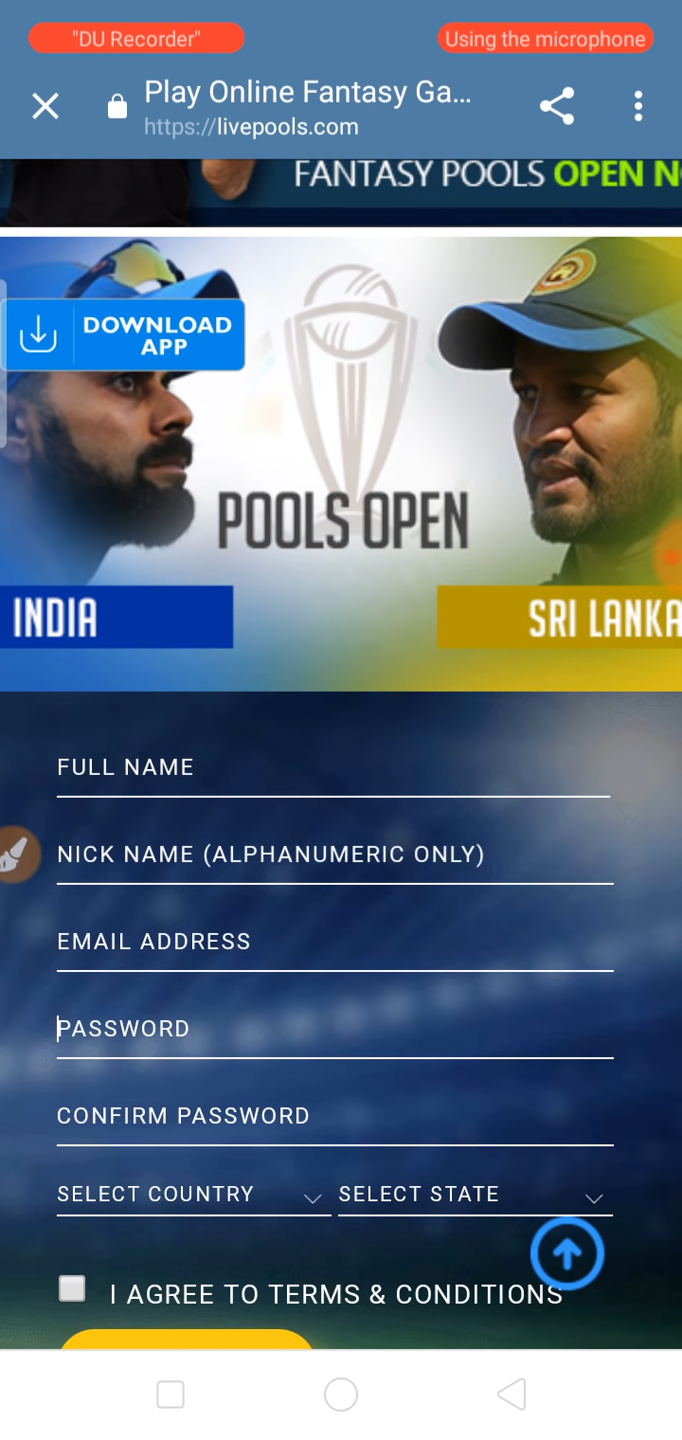 "DU Recorder"
Using the microphone
Play Online Fantasy Ga...
https://livepools.com
FANTASY POOLS OPEN N
DOWNLOAD
APP
POOLS OPEN
INDIA
SRI LANKA
FULL NAME
NICK NAME (ALPHANUMERIC ONLY)
EMAIL ADDRESS
PASSWORD
CONFIRM PASSWORD
SELECT COUNTRY
SELECT STATE
I AGREE TO TERMS & CONDITIONS